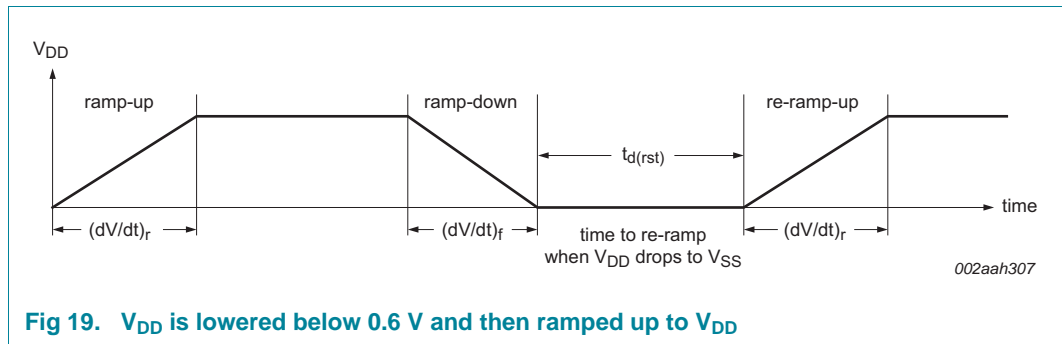 VDD
ramp-up
ramp-down
re-ramp-up
td(rst)
time
(dV/dt)r
(dV/dt)f
time to re-ramp
when VDD drops to VSS
(dV/dt)r
002aah307
Fig 19. VDD is lowered below 0.6 V and then ramped up to VDD